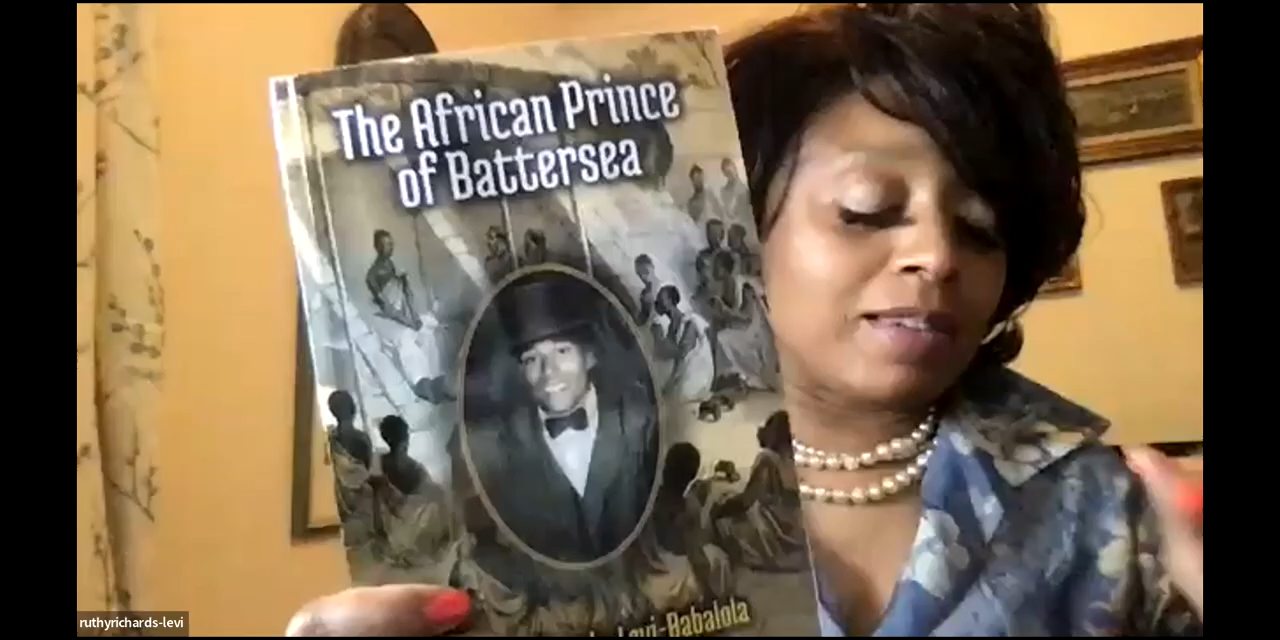 The African Prince
of Battersea
Levi-Babalola
ruthyrichards-levi